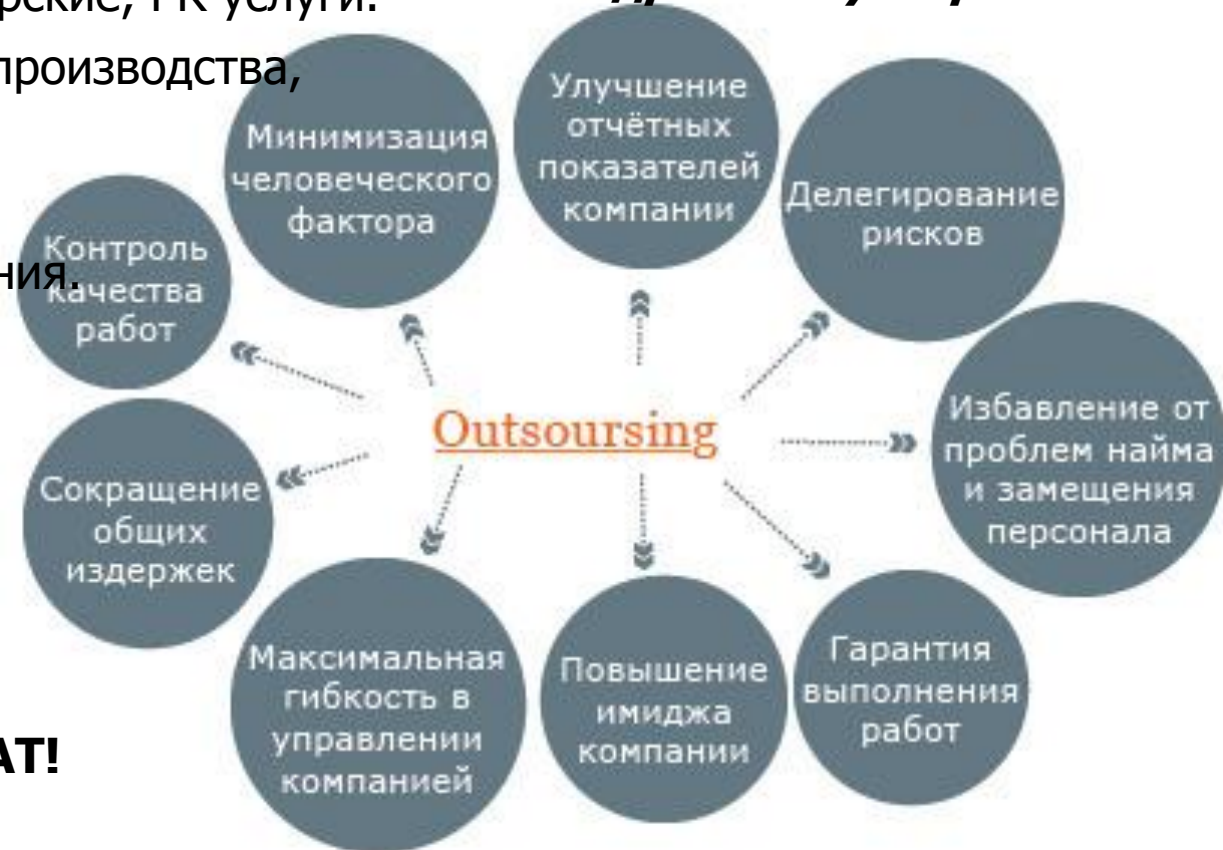 услуги.
производства,
Улучшение
отчётных
показателей
компании
Минимизация
человеческого
фактора
Делегирование
рисков
Контроль
качества
работ
Outsoursing
Избавление от
проблем найма
и замещения
персонала
Сокращение
общих
издержек
Максимальная
гибкость в
управлении
компанией
Повышение
имиджа
компании
Гарантия
выполнения
работ